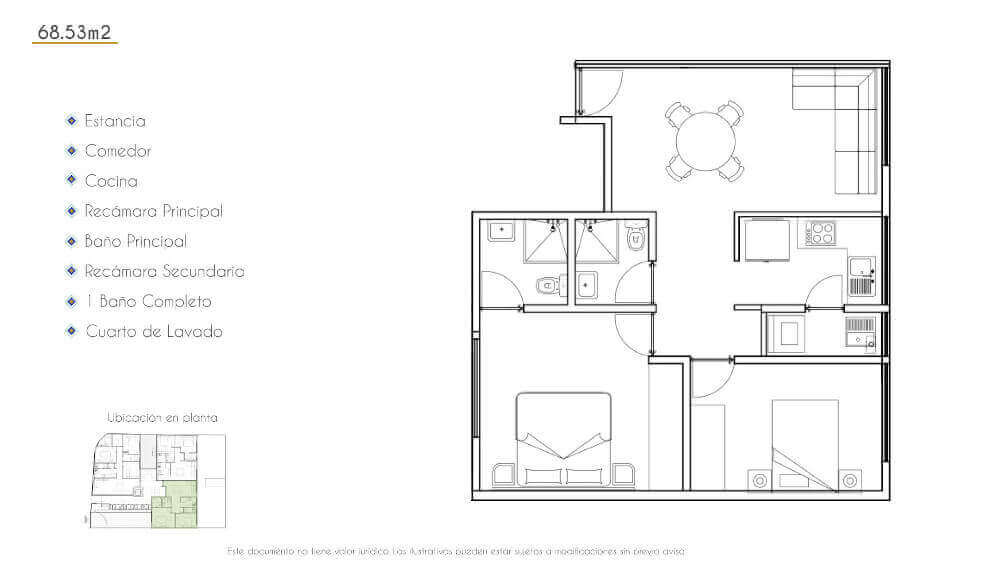 68.53m2
Estancia
Comedor
Cocina
Recámara Principal
Baño Principal
Recámara Secundaria
1 Baño Completo
Cuarto de Lavado
Ubicación en planta
Este documento no tiene valor jurídico. Las ilustrativas pueden estar sujetas a modificaciones sin previo aviso